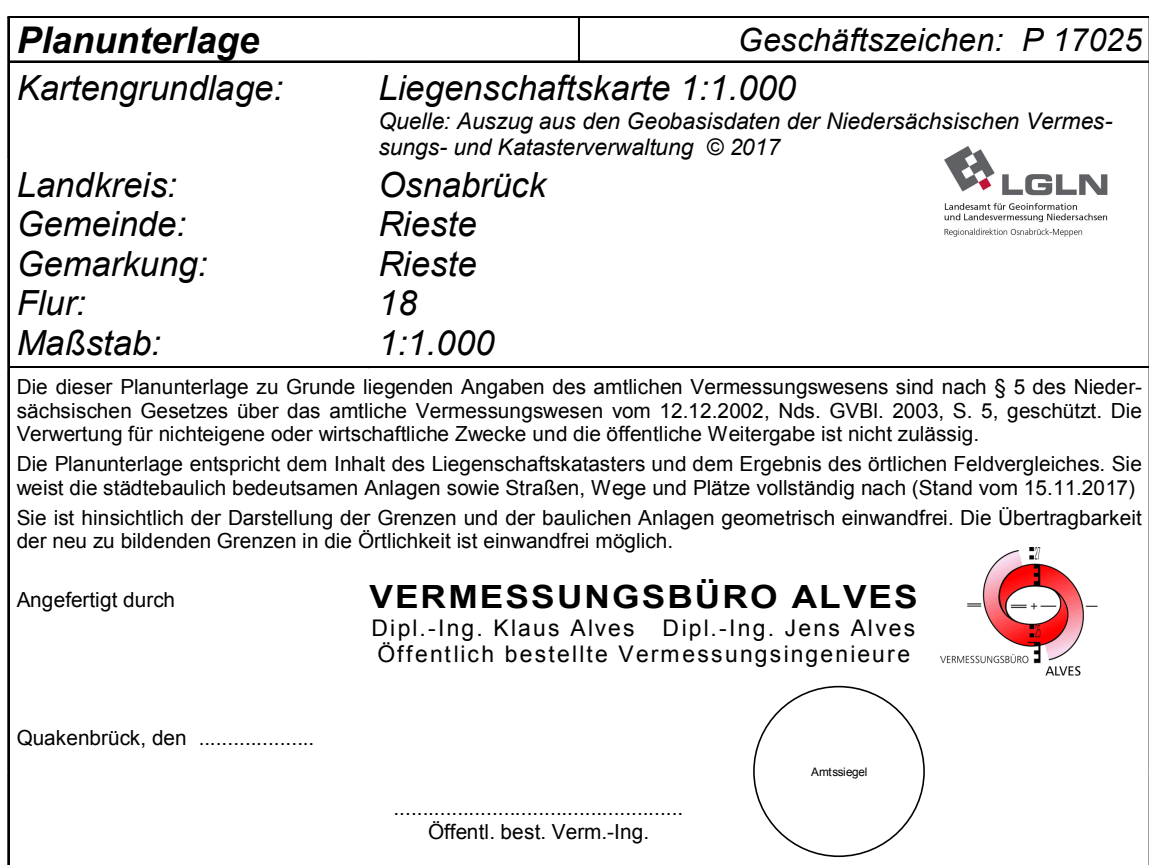 Planunterlage Geschäftszeichen: P 17025
Kartengrundlage: Liegenschaftskarte 1:1.000
Quelle: Auszug aus den Geobasisdaten der Niedersächsischen Vermes-
sungs- und Katasterverwaltung © 2017
LGLN
Landesamt für Geoinformation
und Landesvermessung Niedersachsen
Regionaldirektion Osnabrück-Meppen
Landkreis: Osnabrück
Gemeinde: Rieste
Gemarkung: Rieste
Flur: 18
Maßstab: 1:1.000
Die dieser Planunterlage zu Grunde liegenden Angaben des amtlichen Vermessungswesens sind nach § 5 des Nieder-
sächsischen Gesetzes über das amtliche Vermessungswesen vom 12.12.2002, Nds. GVBl. 2003, S. 5, geschützt. Die
Verwertung für nichteigene oder wirtschaftliche Zwecke und die öffentliche Weitergabe ist nicht zulässig.
Die Planunterlage entspricht dem Inhalt des Liegenschaftskatasters und dem Ergebnis des örtlichen Feldvergleiches. Sie
weist die städtebaulich bedeutsamen Anlagen sowie Straßen, Wege und Plätze vollständig nach (Stand vom 15.11.2017)
Sie ist hinsichtlich der Darstellung der Grenzen und der baulichen Anlagen geometrisch einwandfrei. Die Übertragbarkeit
der neu zu bildenden Grenzen in die Örtlichkeit ist einwandfrei möglich.
Angefertigt durch
VERMESSUNGSBÜRO ALVES
Dipl.-Ing. Klaus Alves Dipl.-Ing. Jens Alves
Öffentlich bestellte Vermessungsingenieure
VERMESSUNGSBÜRO
ALVES
Quakenbrück, den ....................
Amtssiegel
..................................................
Öffentl. best. Verm.-Ing.